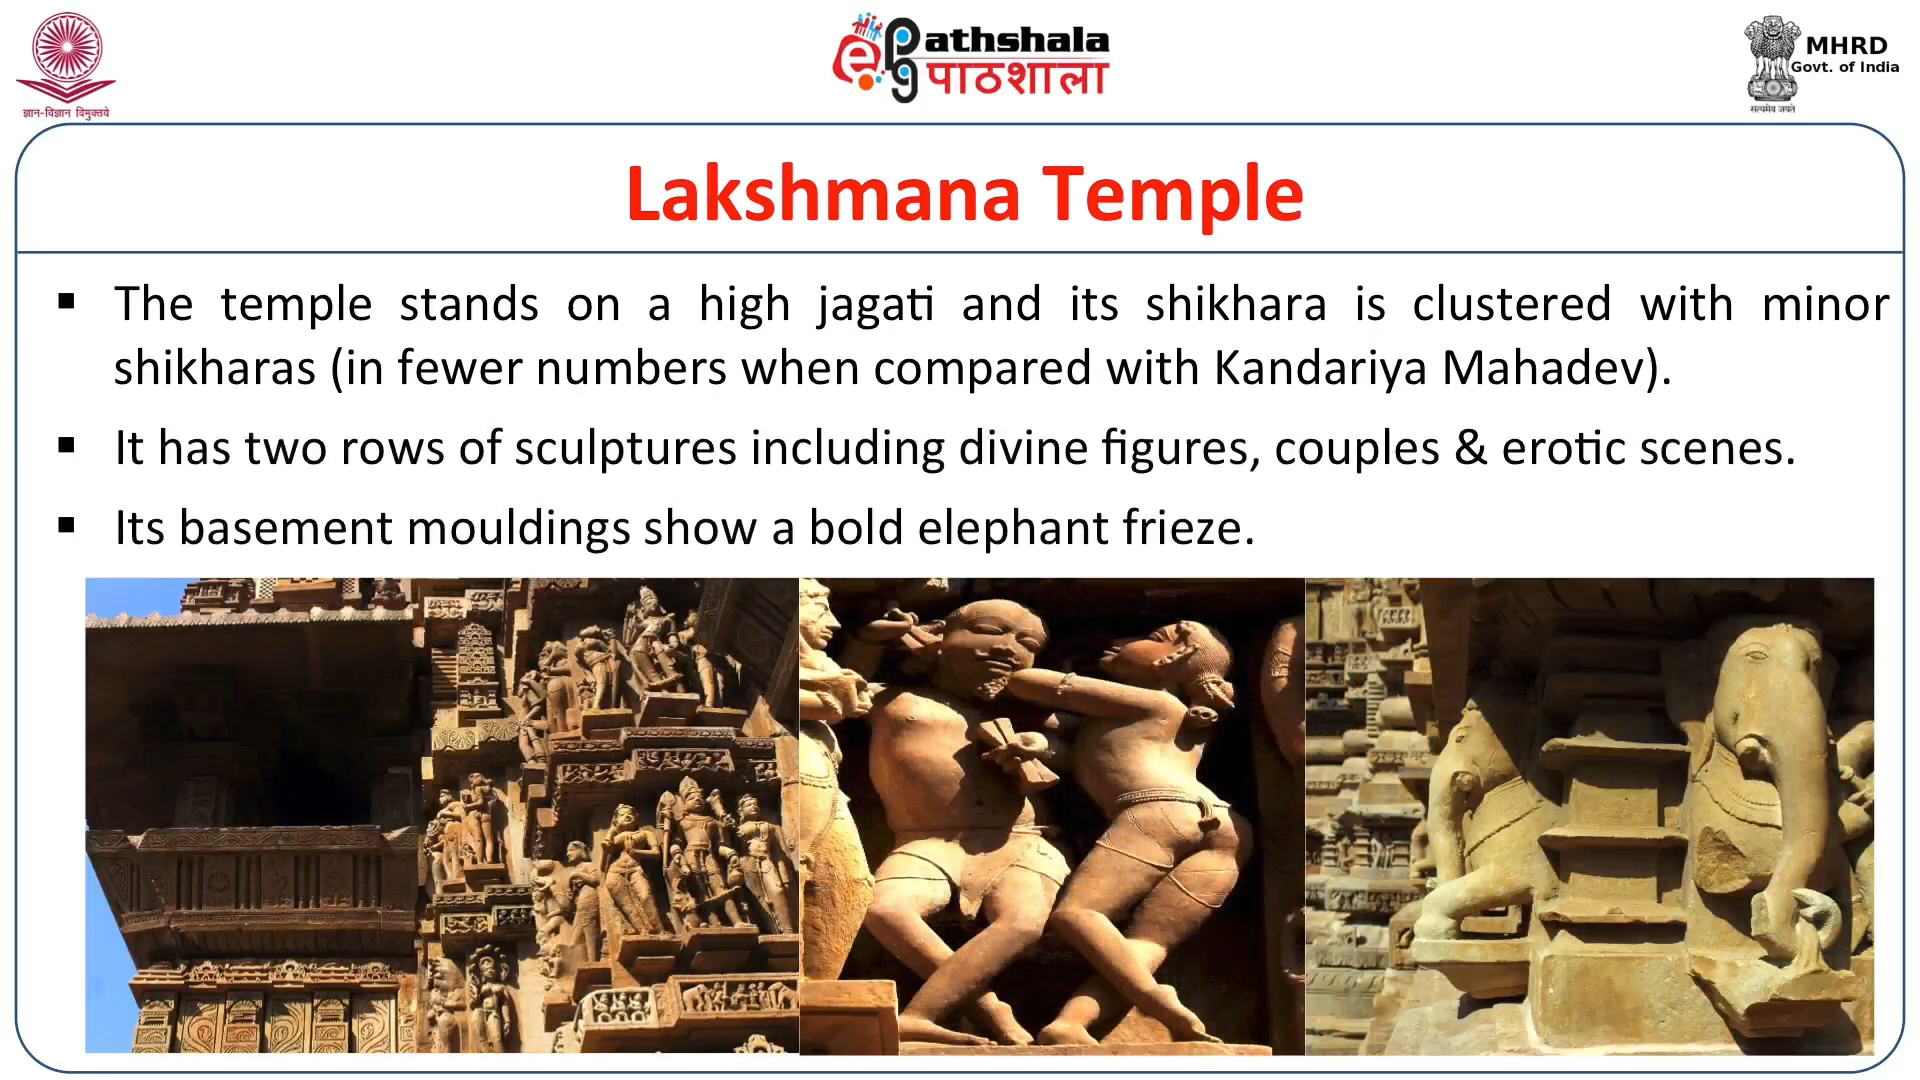 ज्ञान-विज्ञान विमुक्तये
ePG Pathshala
पाठशाला
MHRD
Govt. of India
सत्यमेव जयते
Lakshmana Temple
▪ The temple stands on a high jagati and its shikhara is clustered with minor
shikharas (in fewer numbers when compared with Kandariya Mahadev).
▪ It has two rows of sculptures including divine figures, couples & erotic scenes.
▪ Its basement mouldings show a bold elephant frieze.